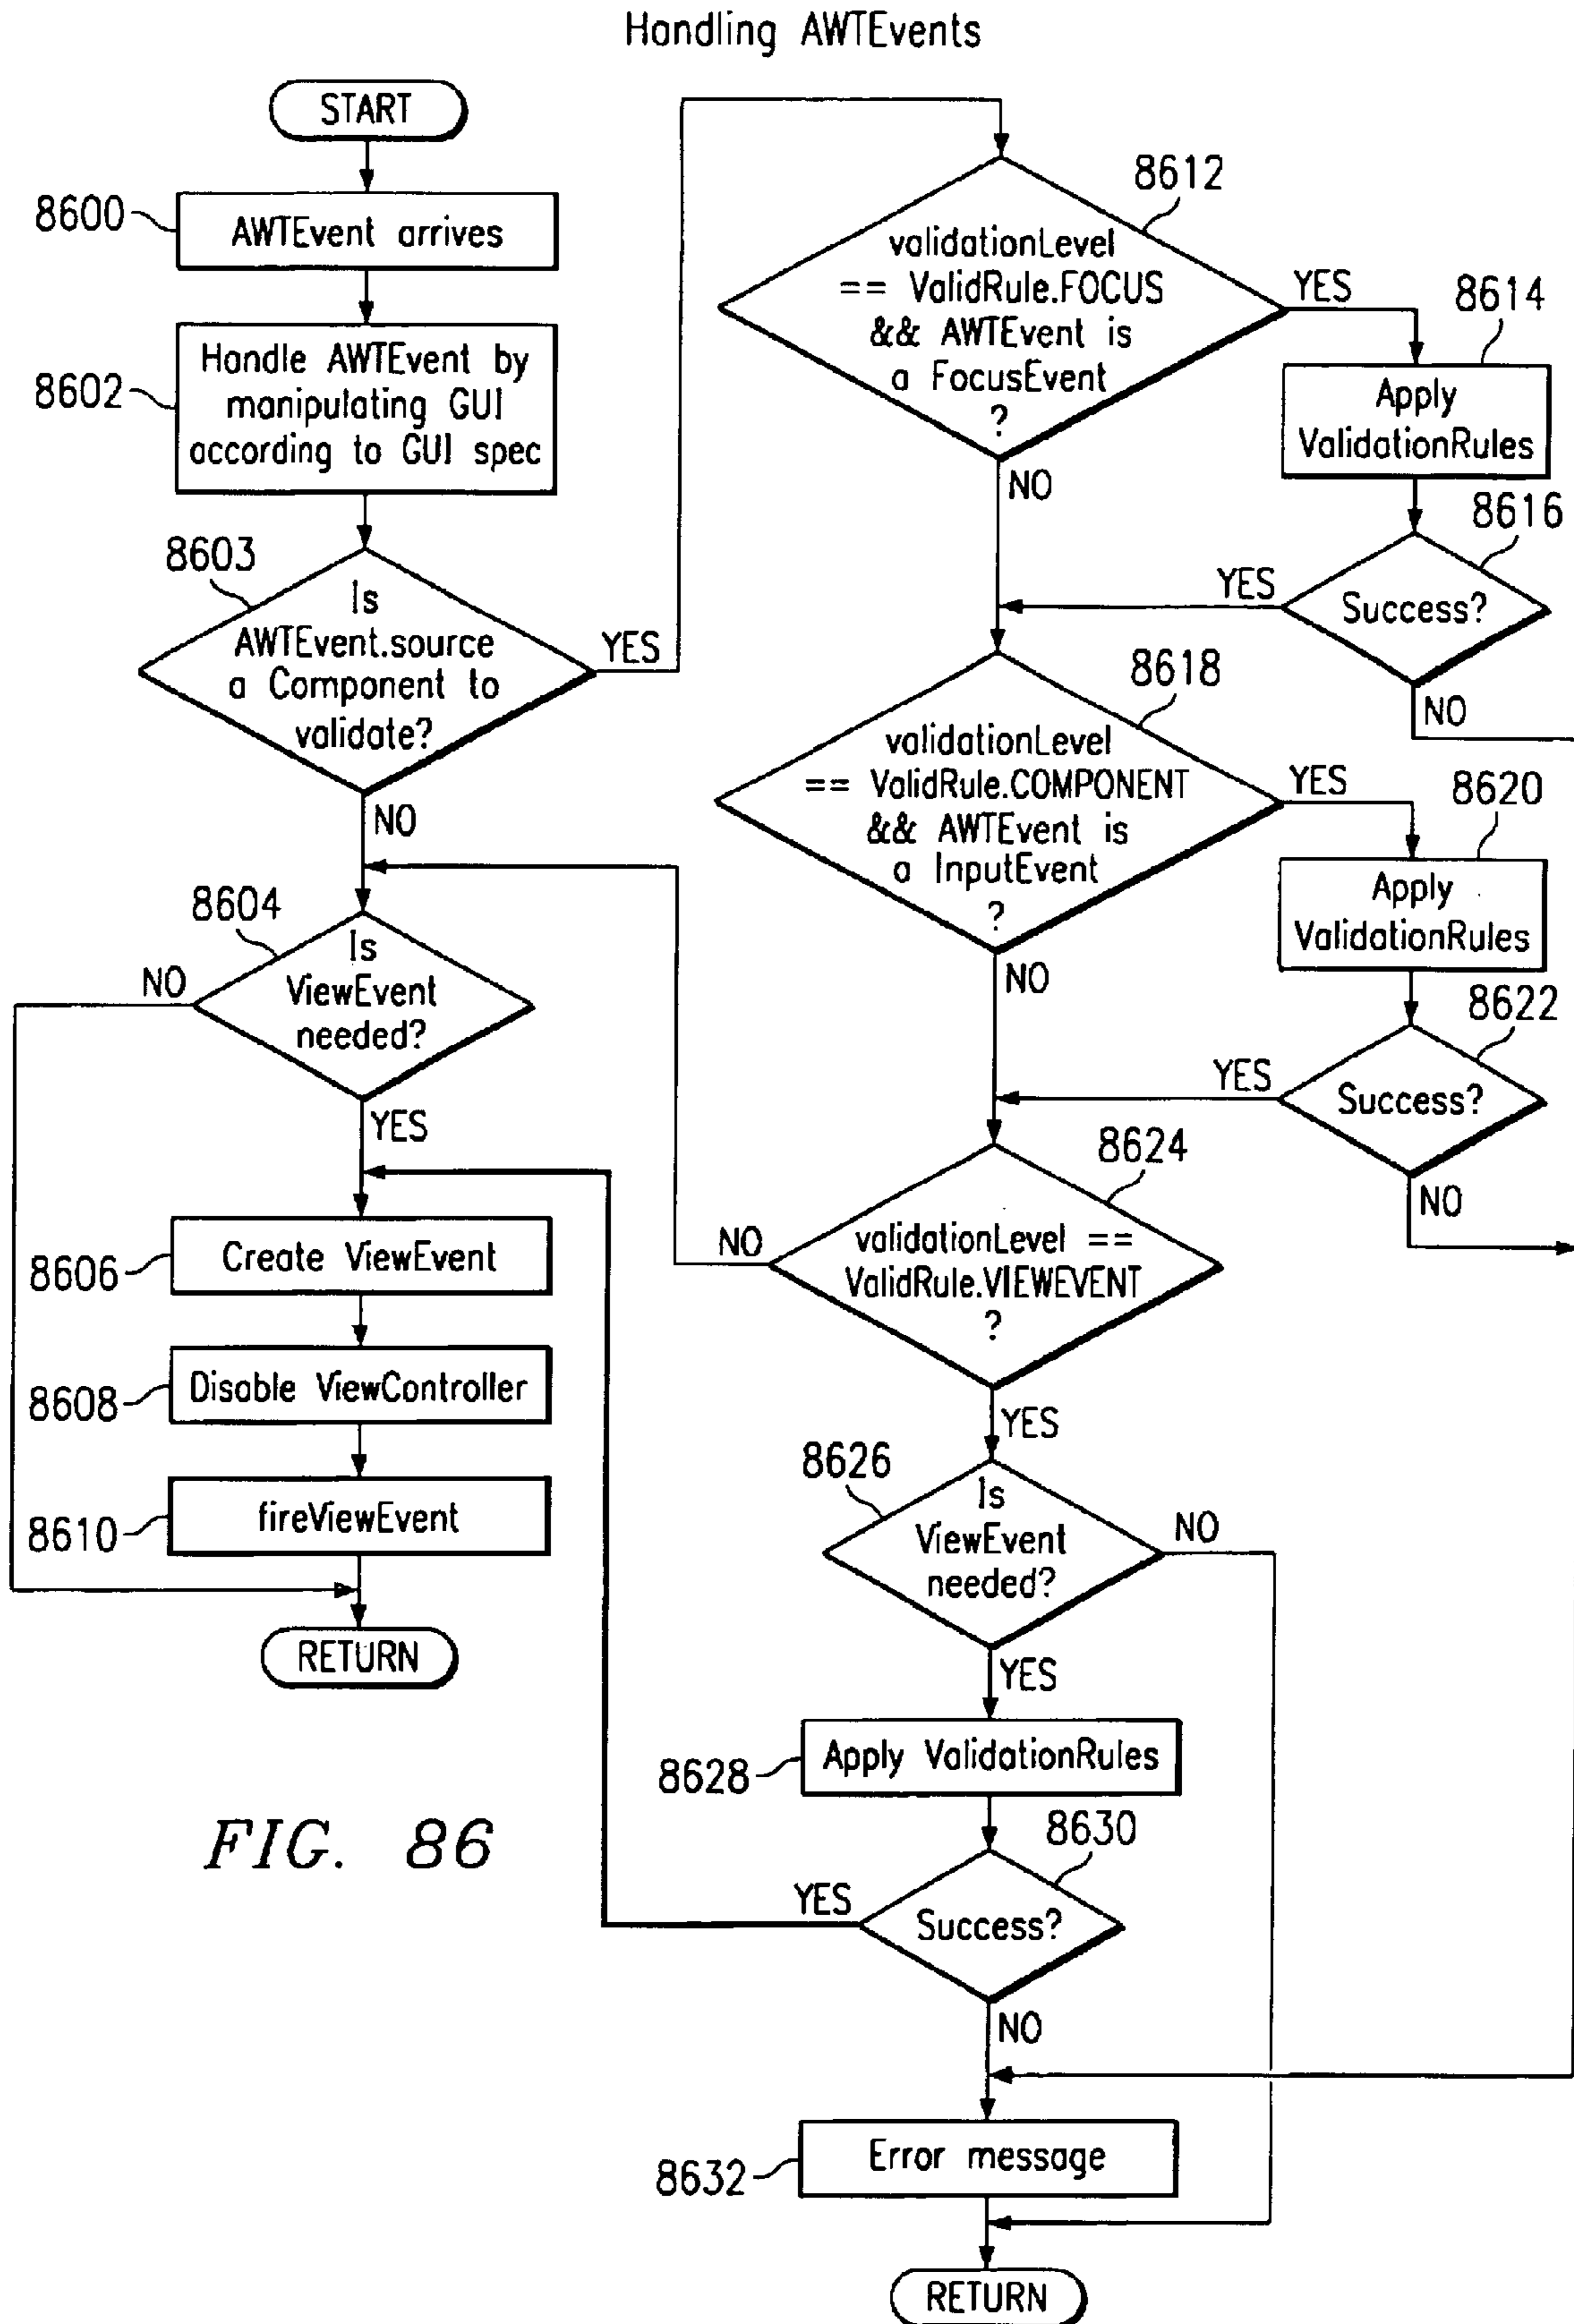 Handling AWTEvents
START
8600
AWTEvent arrives
8602
Handle AWTEvent by
manipulating GUI
according to GUI spec
8603
Is
AWTEvent.source
a Component to
validate?
YES
NO
8604
Is
ViewEvent
needed?
NO
YES
8606
Create ViewEvent
8608
Disable ViewController
8610
fireViewEvent
RETURN
8612
validationLevel
== ValidRule.FOCUS
&& AWTEvent is
a FocusEvent
?
YES
NO
8614
Apply
ValidationRules
8616
Success?
YES
NO
8618
validationLevel
== ValidRule.COMPONENT
&& AWTEvent is
a InputEvent
?
YES
NO
8620
Apply
ValidationRules
8622
Success?
YES
NO
8624
validationLevel ==
ValidRule.VIEWEVENT
?
NO
YES
8626
Is
ViewEvent
needed?
NO
YES
8628
Apply ValidationRules
8630
Success?
YES
NO
8632
Error message
RETURN
FIG. 86